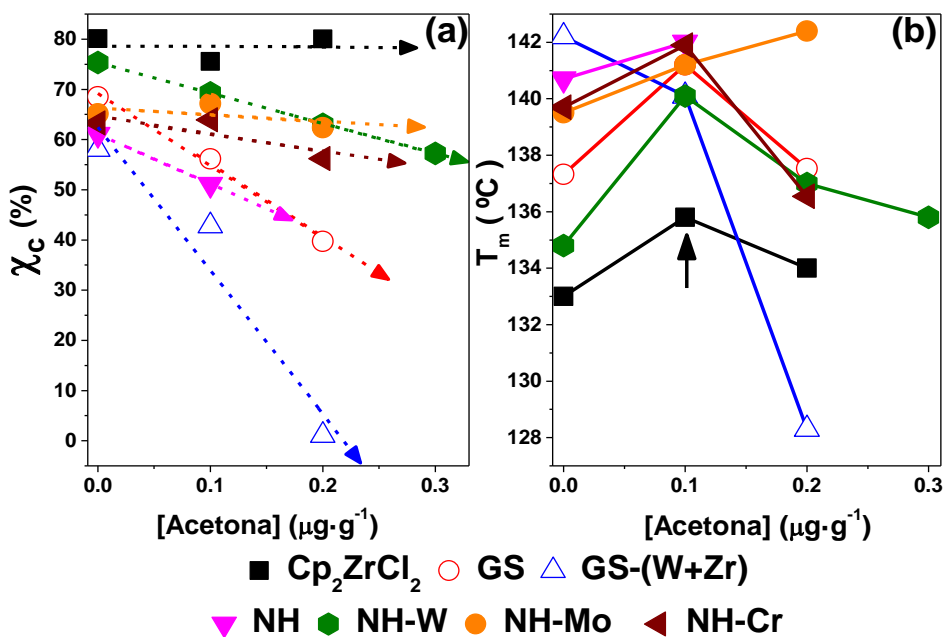 (a)
(b)
80
70
60
50
40
30
20
10
0
χC (%)
0.0 0.1 0.2 0.3
[Acetona] (μg·g⁻¹)
142
140
138
136
134
132
130
128
Tm (ºC)
0.0 0.1 0.2 0.3
[Acetona] (μg·g⁻¹)
Cp₂ZrCl₂ GS GS-(W+Zr)
NH NH-W NH-Mo NH-Cr